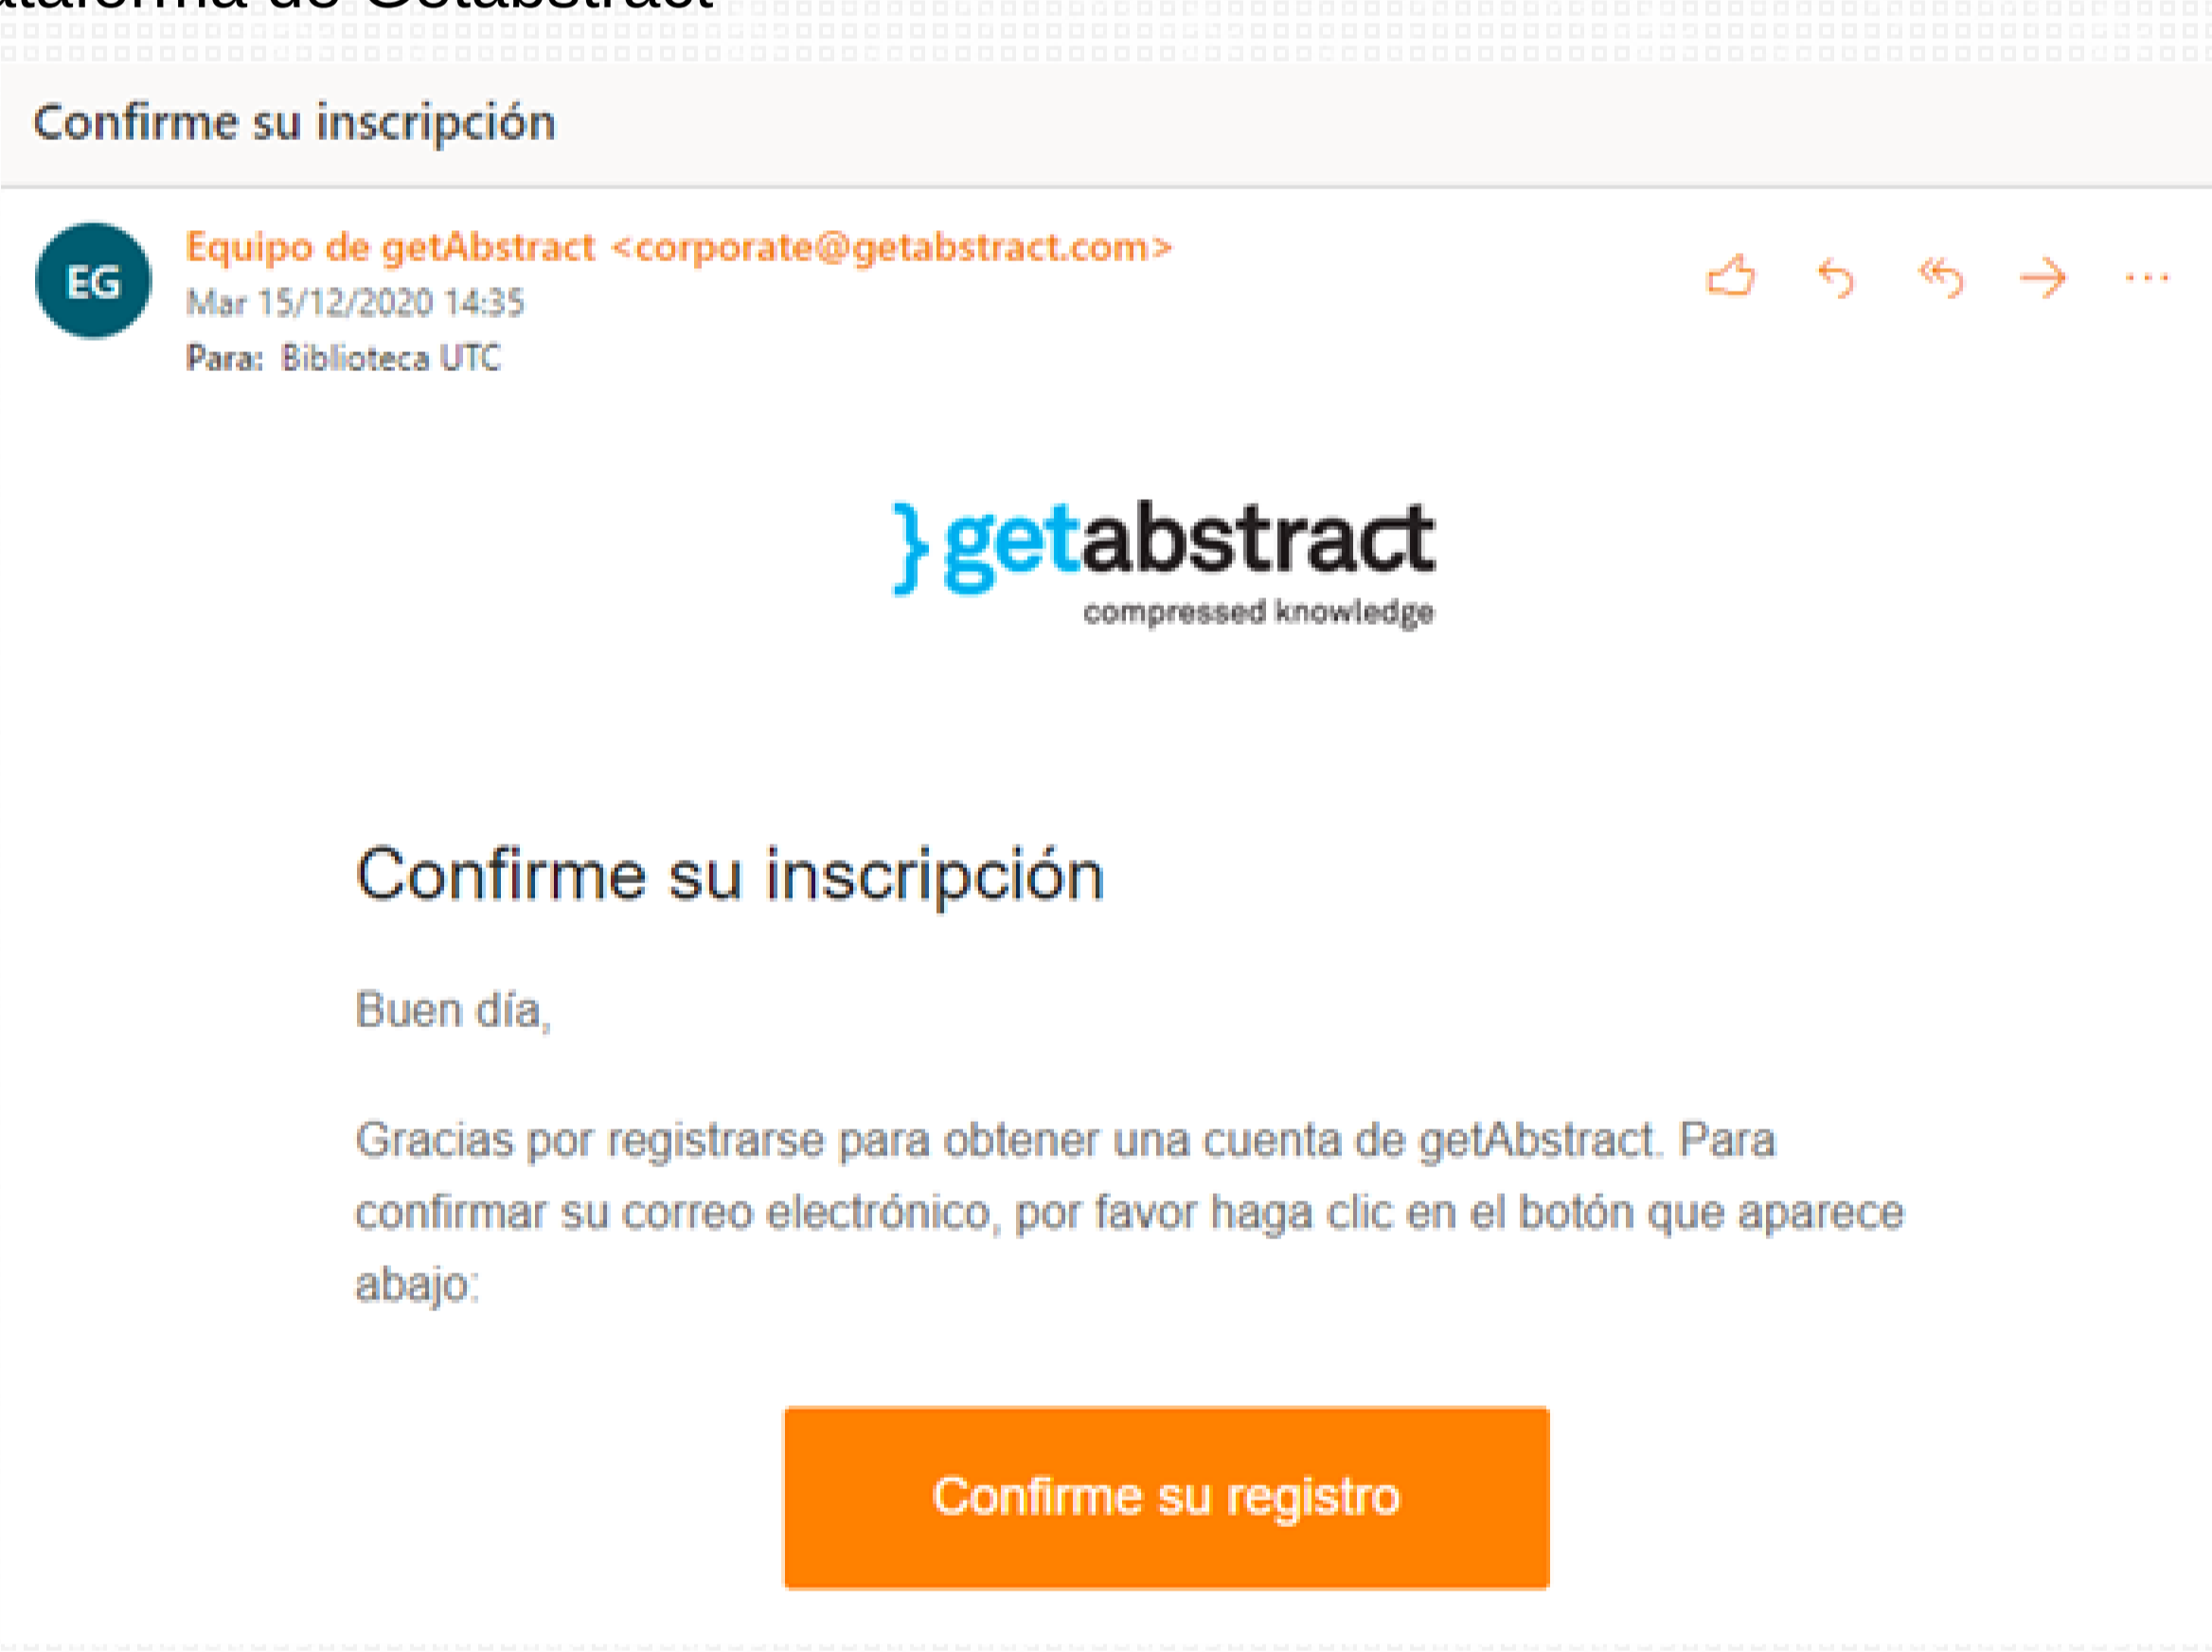 de Getabstract
Confirme su inscripción
EG
Equipo de getAbstract <corporate@getabstract.com>
Mar 15/12/2020 14:35
Para: Biblioteca UTC
}getabstract
compressed knowledge
Confirme su inscripción
Buen día,
Gracias por registrarse para obtener una cuenta de getAbstract. Para
confirmar su correo electrónico, por favor haga clic en el botón que aparece
abajo:
Confirme su registro